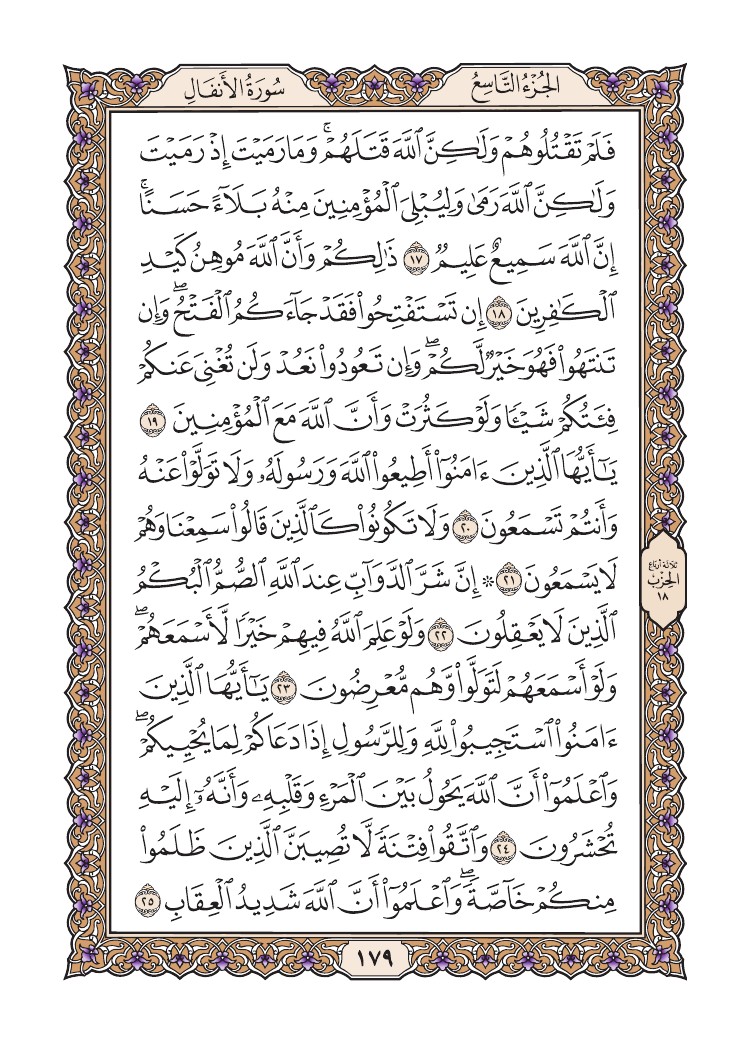 الجُزْءُ التَّاسِعُ
سُورَةُ الأَنفَالِ
فَلَمْ تَقْتُلُوهُمْ وَلَٰكِنَّ ٱللَّهَ قَتَلَهُمْ ۚ وَمَا رَمَيْتَ إِذْ رَمَيْتَ
وَلَٰكِنَّ ٱللَّهَ رَمَىٰ وَلِيُبْلِيَ ٱلْمُؤْمِنِينَ مِنْهُ بَلَآءً حَسَنًا ۚ
إِنَّ ٱللَّهَ سَمِيعٌ عَلِيمٌ ١٧ ذَٰلِكُمْ وَأَنَّ ٱللَّهَ مُوهِنُ كَيْدِ
ٱلْكَٰفِرِينَ ١٨ إِن تَسْتَفْتِحُوا۟ فَقَدْ جَآءَكُمُ ٱلْفَتْحُ ۖ وَإِن
تَنتَهُوا۟ فَهُوَ خَيْرٌ لَّكُمْ ۖ وَإِن تَعُودُوا۟ نَعُدْ وَلَن تُغْنِيَ عَنكُمْ
فِئَتُكُمْ شَيْـًٔا وَلَوْ كَثُرَتْ وَأَنَّ ٱللَّهَ مَعَ ٱلْمُؤْمِنِينَ ١٩
يَٰٓأَيُّهَا ٱلَّذِينَ ءَامَنُوٓا۟ أَطِيعُوا۟ ٱللَّهَ وَرَسُولَهُۥ وَلَا تَوَلَّوْا۟ عَنْهُ
وَأَنتُمْ تَسْمَعُونَ ٢٠ وَلَا تَكُونُوا۟ كَٱلَّذِينَ قَالُوا۟ سَمِعْنَا وَهُمْ
لَا يَسْمَعُونَ ٢١ ۞ إِنَّ شَرَّ ٱلدَّوَآبِّ عِندَ ٱللَّهِ ٱلصُّمُّ ٱلْبُكْمُ
ٱلَّذِينَ لَا يَعْقِلُونَ ٢٢ وَلَوْ عَلِمَ ٱللَّهُ فِيهِمْ خَيْرًا لَّأَسْمَعَهُمْ ۖ
وَلَوْ أَسْمَعَهُمْ لَتَوَلَّوا۟ وَّهُم مُّعْرِضُونَ ٢٣ يَٰٓأَيُّهَا ٱلَّذِينَ
ءَامَنُوا۟ ٱسْتَجِيبُوا۟ لِلَّهِ وَلِلرَّسُولِ إِذَا دَعَاكُمْ لِمَا يُحْيِيكُمْ ۖ
وَٱعْلَمُوٓا۟ أَنَّ ٱللَّهَ يَحُولُ بَيْنَ ٱلْمَرْءِ وَقَلْبِهِۦ وَأَنَّهُۥٓ إِلَيْهِ
تُحْشَرُونَ ٢٤ وَٱتَّقُوا۟ فِتْنَةً لَّا تُصِيبَنَّ ٱلَّذِينَ ظَلَمُوا۟
مِنكُمْ خَآصَّةً ۖ وَٱعْلَمُوٓا۟ أَنَّ ٱللَّهَ شَدِيدُ ٱلْعِقَابِ ٢٥
ثلاثة أرباع
الحِزْبُ
١٨
١٧٩